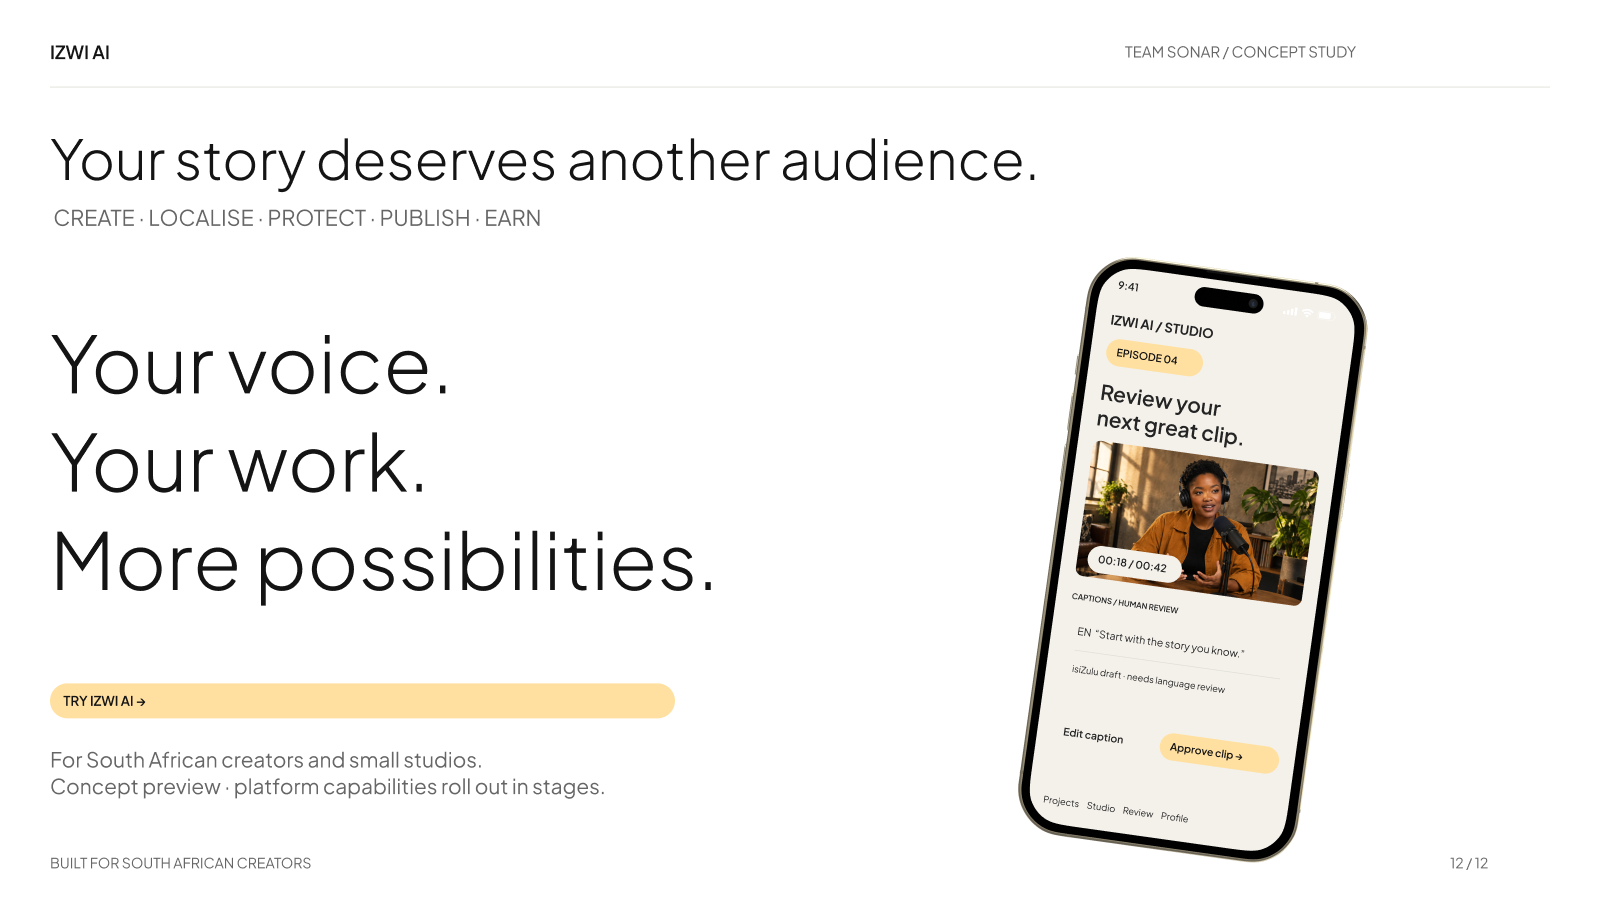 IZWI AI
TEAM SONAR / CONCEPT STUDY
Your story deserves another audience.
CREATE · LOCALISE · PROTECT · PUBLISH · EARN
Your voice.
Your work.
More possibilities.
TRY IZWI AI →
For South African creators and small studios.
Concept preview · platform capabilities roll out in stages.
9:41
IZWI AI / STUDIO
EPISODE 04
Review your
next great clip.
00:18 / 00:42
CAPTIONS / HUMAN REVIEW
EN “Start with the story you know.”
isiZulu draft · needs language review
Edit caption
Approve clip →
Projects Studio Review Profile
BUILT FOR SOUTH AFRICAN CREATORS
12 / 12